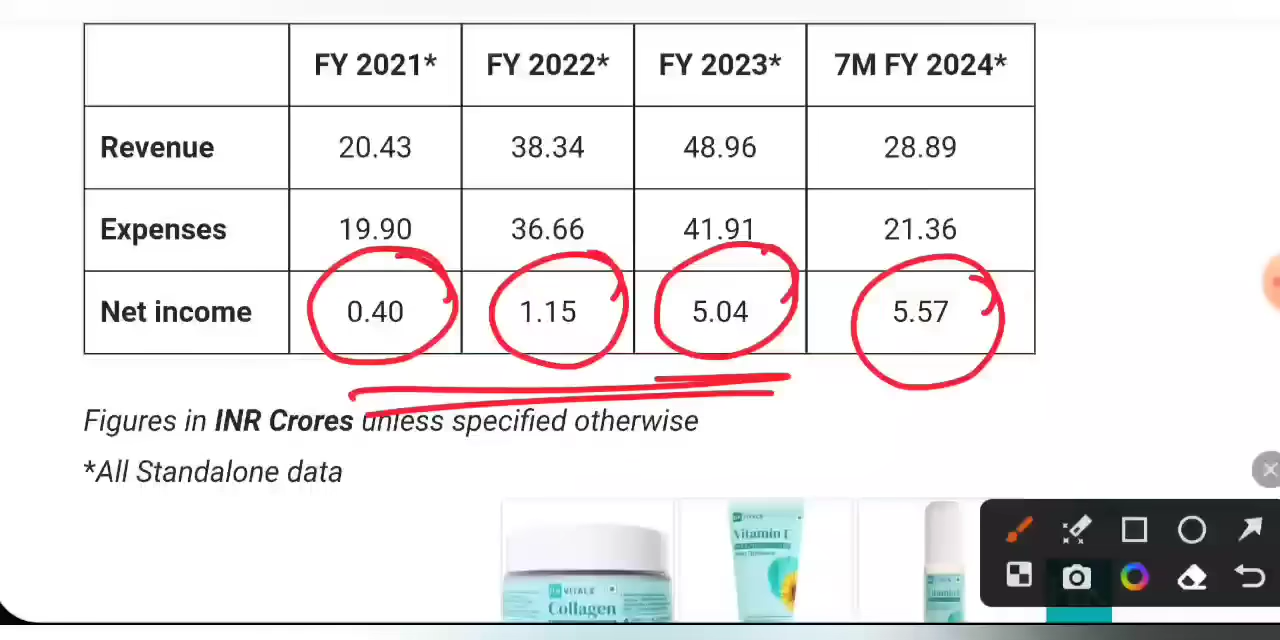 FY 2021* FY 2022* FY 2023* 7M FY 2024*
Revenue 20.43 38.34 48.96 28.89
Expenses 19.90 36.66 41.91 21.36
Net income 0.40 1.15 5.04 5.57
Figures in INR Crores unless specified otherwise
*All Standalone data
VITALS
Collagen
Vitamin